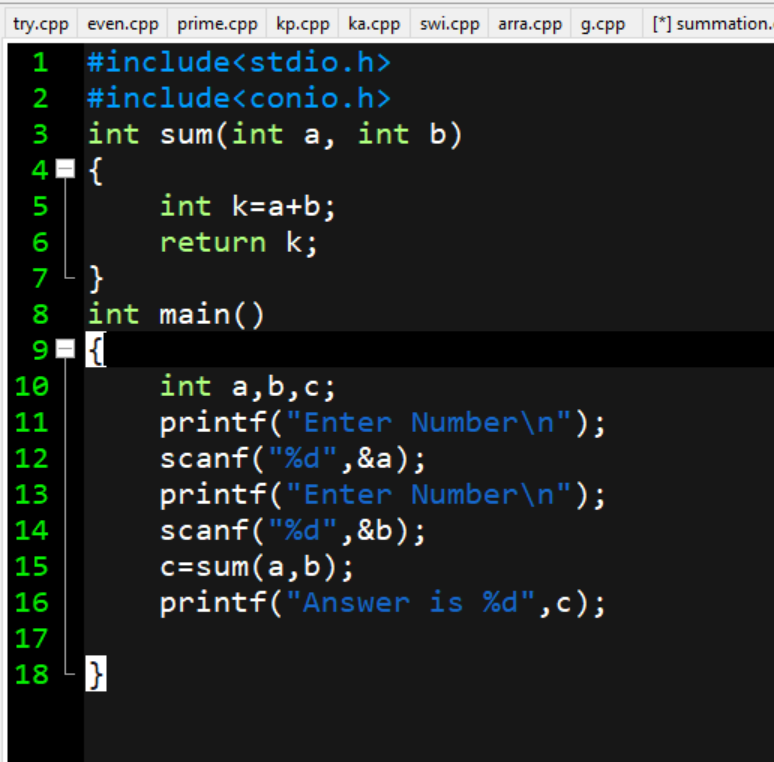 try.cpp even.cpp prime.cpp kp.cpp ka.cpp swi.cpp arra.cpp g.cpp [*] summation.
1 #include<stdio.h>
2 #include<conio.h>
3 int sum(int a, int b)
4 {
5 int k=a+b;
6 return k;
7 }
8 int main()
9 {
10 int a,b,c;
11 printf("Enter Number\n");
12 scanf("%d",&a);
13 printf("Enter Number\n");
14 scanf("%d",&b);
15 c=sum(a,b);
16 printf("Answer is %d",c);
17
18 }